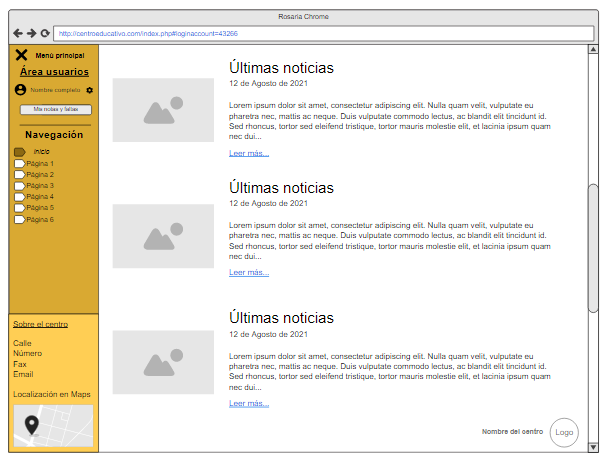 Rosaria Chrome
http://centroeducativo.com/index.php#loginaccount=43266
Menú principal
Área usuarios
Nombre completo
Mis notas y faltas
Navegación
Inicio
Página 1
Página 2
Página 3
Página 4
Página 5
Página 6
Sobre el centro
Calle
Número
Fax
Email
Localización en Maps
Últimas noticias
12 de Agosto de 2021
Lorem ipsum dolor sit amet, consectetur adipiscing elit. Nulla quam velit, vulputate eu
pharetra nec, mattis ac neque. Duis vulputate commodo lectus, ac blandit elit tincidunt id.
Sed rhoncus, tortor sed eleifend tristique, tortor mauris molestie elit, et lacinia ipsum quam
nec dui...
Leer más...
Últimas noticias
12 de Agosto de 2021
Lorem ipsum dolor sit amet, consectetur adipiscing elit. Nulla quam velit, vulputate eu
pharetra nec, mattis ac neque. Duis vulputate commodo lectus, ac blandit elit tincidunt id.
Sed rhoncus, tortor sed eleifend tristique, tortor mauris molestie elit, et lacinia ipsum quam
nec dui...
Leer más...
Últimas noticias
12 de Agosto de 2021
Lorem ipsum dolor sit amet, consectetur adipiscing elit. Nulla quam velit, vulputate eu
pharetra nec, mattis ac neque. Duis vulputate commodo lectus, ac blandit elit tincidunt id.
Sed rhoncus, tortor sed eleifend tristique, tortor mauris molestie elit, et lacinia ipsum quam
nec dui...
Leer más...
Nombre del centro
Logo